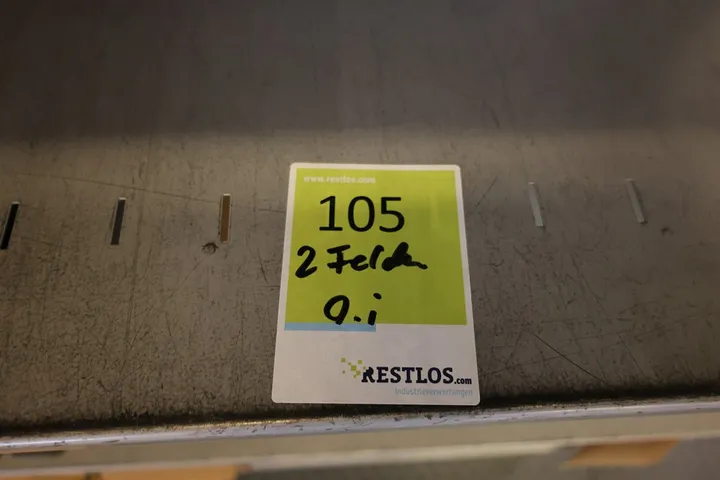 www.restlos.com
105
2 Felder
o.i
RESTLOS.com
Industrieverwertungen